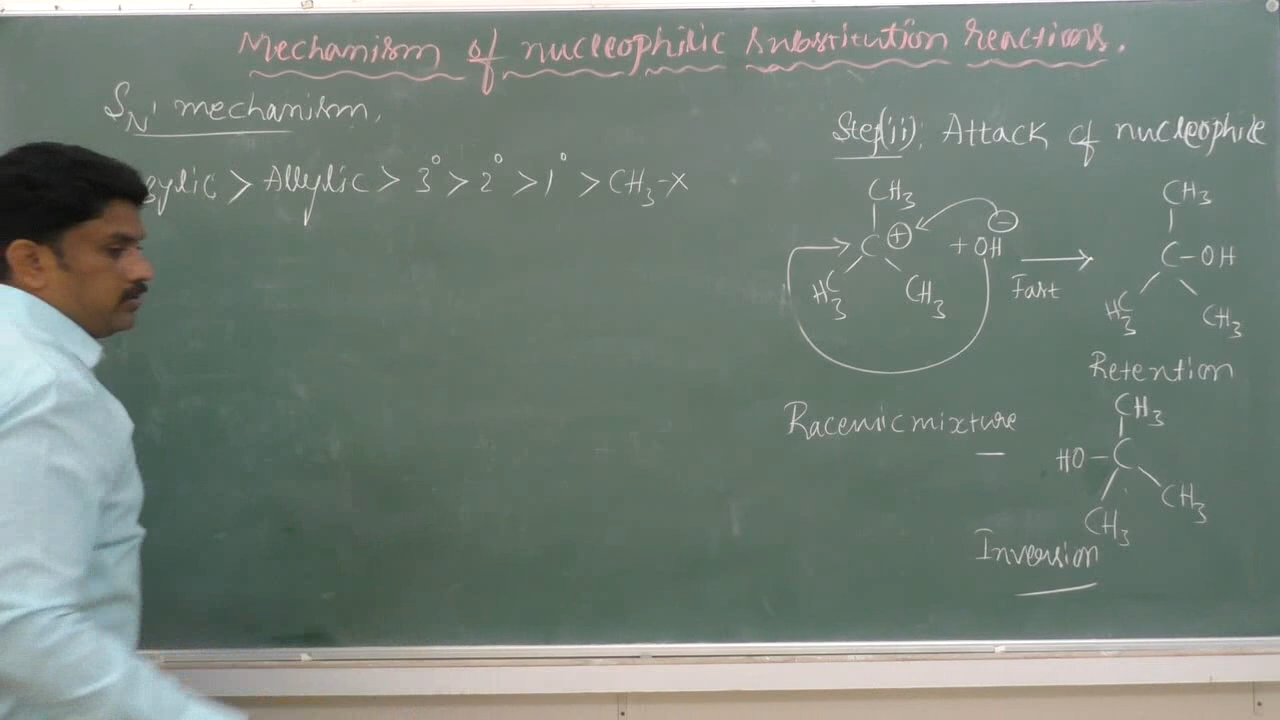 Mechanism of nucleophilic substitution reactions.
SN1 mechanism.
> Allylic > 3° > 2° > 1° > CH3-X
Step(ii): Attack of nucleophile
CH3
C ⊕ + OH ⊖
H3C CH3
Fast
CH3
C-OH
H3C CH3
Retention
Racemic mixture
CH3
HO-C
CH3 CH3
Inversion